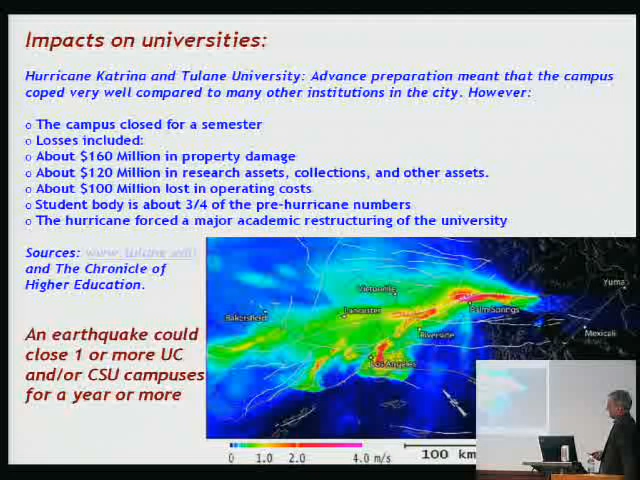 Impacts on universities:
Hurricane Katrina and Tulane University: Advance preparation meant that the campus
coped very well compared to many other institutions in the city. However:
o The campus closed for a semester
o Losses included:
o About $160 Million in property damage
o About $120 Million in research assets, collections, and other assets.
o About $100 Million lost in operating costs
o Student body is about 3/4 of the pre-hurricane numbers
o The hurricane forced a major academic restructuring of the university
Sources: www.tulane.edu
and The Chronicle of
Higher Education.
An earthquake could
close 1 or more UC
and/or CSU campuses
for a year or more
Victorville
Yuma
Lancaster
Palm Springs
Bakersfield
Riverside
Mexicali
Los Angeles
0 1.0 2.0 4.0 m/s
100 km